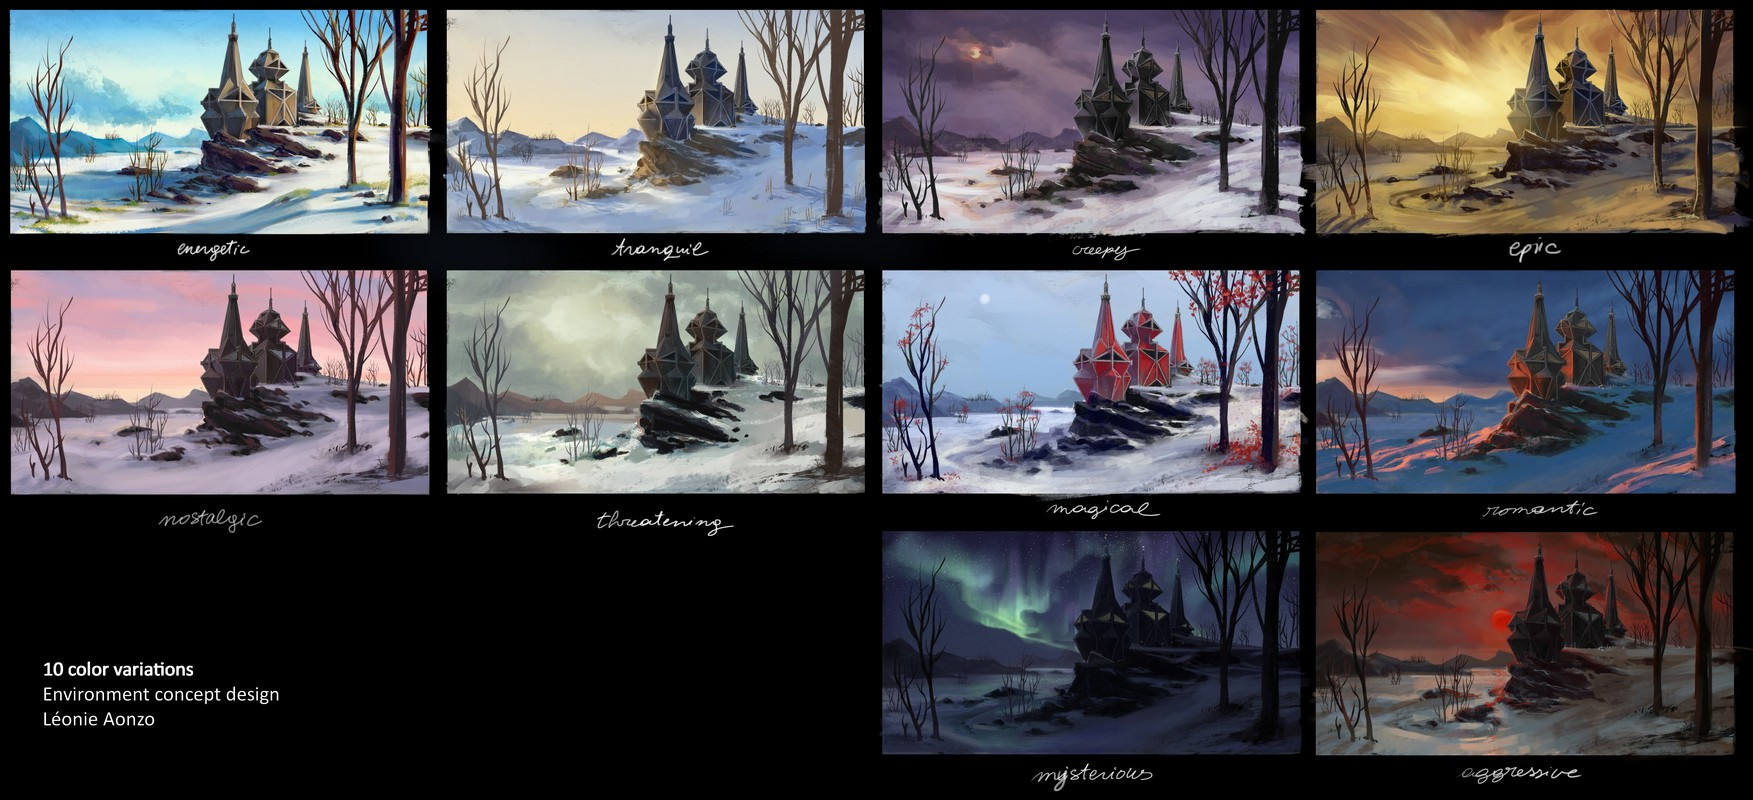 energetic
tranquil
creepy
epic
nostalgic
threatening
magical
romantic
mysterious
aggressive
10 color variations
Environment concept design
Léonie Aonzo